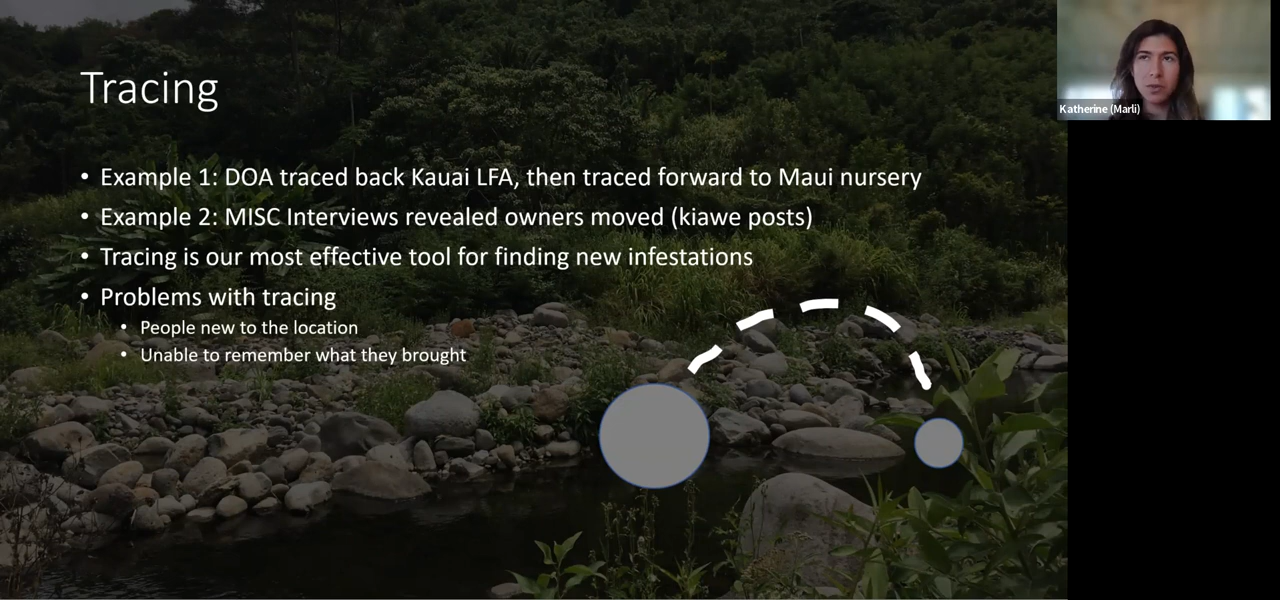 Tracing
• Example 1: DOA traced back Kauai LFA, then traced forward to Maui nursery
• Example 2: MISC Interviews revealed owners moved (kiawe posts)
• Tracing is our most effective tool for finding new infestations
• Problems with tracing
• People new to the location
• Unable to remember what they brought
Katherine (Marli)